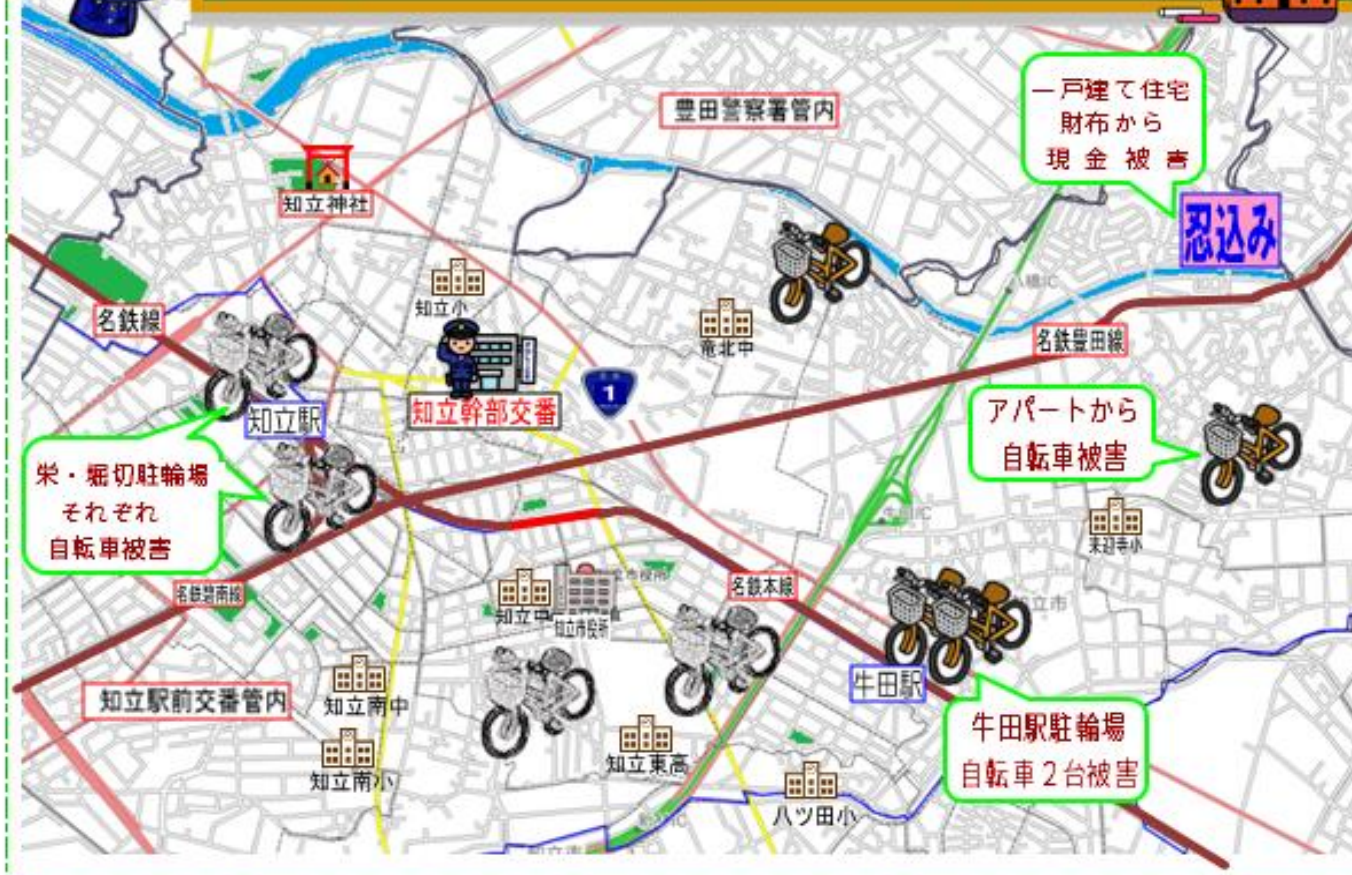 豊田警察署管内
一戸建て住宅
財布から
現金被害
忍込み
知立神社
知立小
名鉄線
竜北中
名鉄豊田線
知立駅
知立幹部交番
1
アパートから
自転車被害
栄・堀切駐輪場
それぞれ
自転車被害
来迎寺小
名鉄碧南線
知立中
知立市役所
名鉄本線
牛田駅
知立駅前交番管内
知立南中
知立南小
知立東高
八ツ田小
牛田駅駐輪場
自転車2台被害